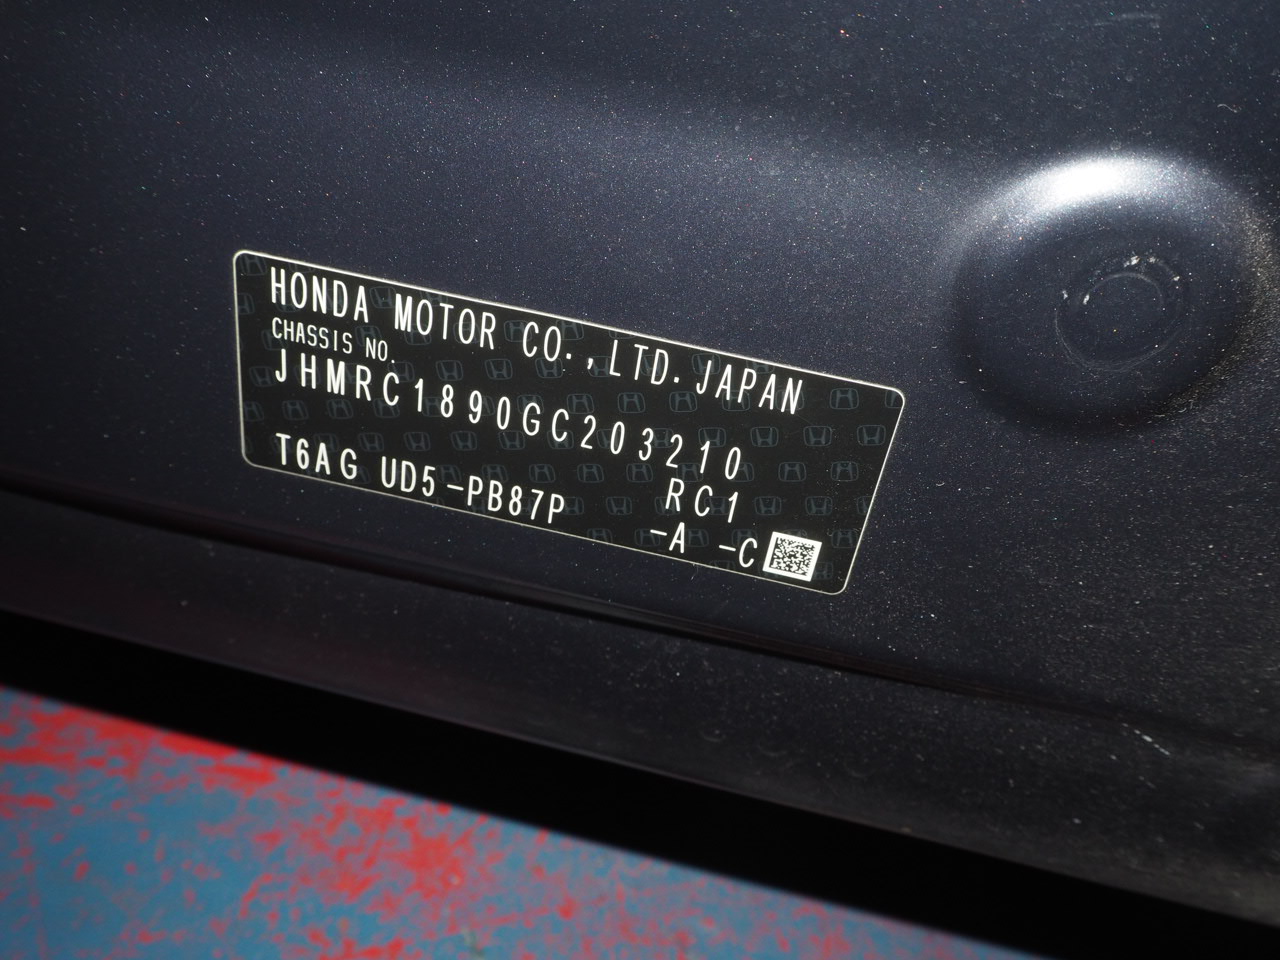 HONDA MOTOR CO.,LTD.JAPAN
CHASSIS NO.
JHMRC1890GC203210
RC1
T6AG UD5-PB87P -A -C